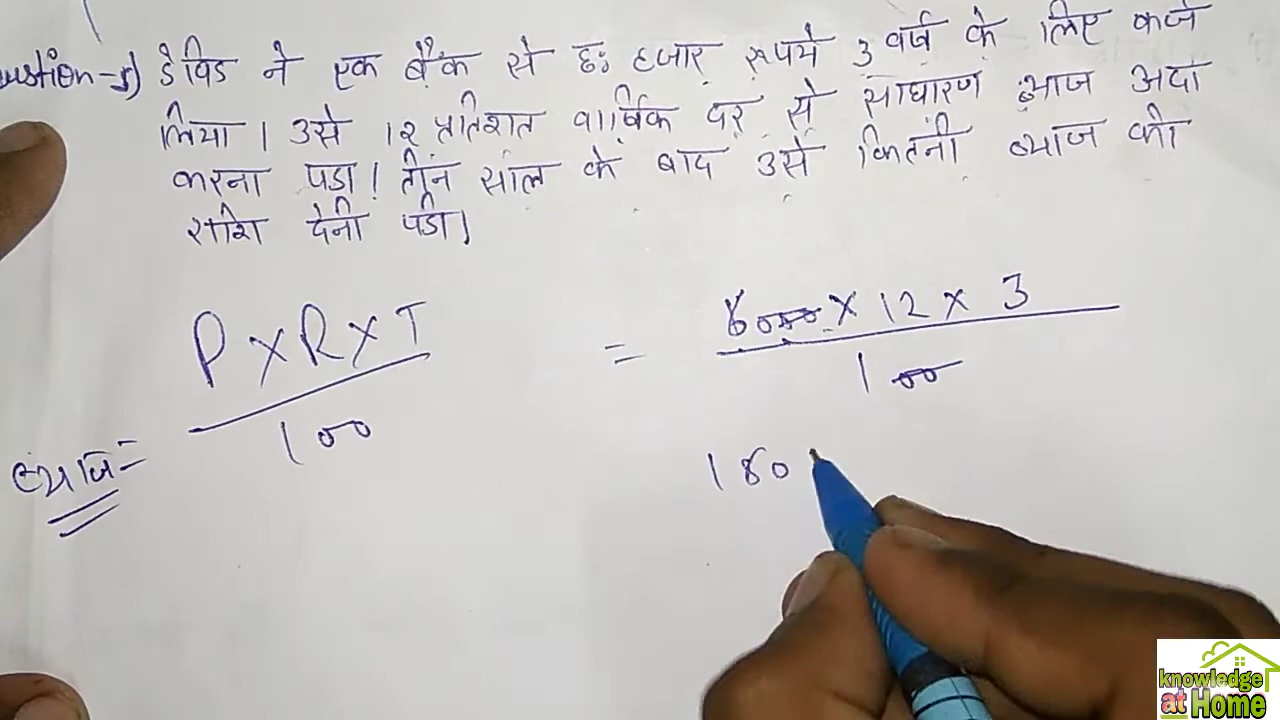 uestion-5) डेविड ने एक बैंक से छः हजार रूपये 3 वर्ष के लिए कर्ज
लिया। उसे 12 प्रतिशत वार्षिक दर से साधारण ब्याज अदा
करना पडा। तीन साल के बाद उसे कितनी ब्याज की
राशि देनी पडी।
ब्याज = P×R×T / 100 = 6000 × 12 × 3 / 100
180
knowledge
at Home